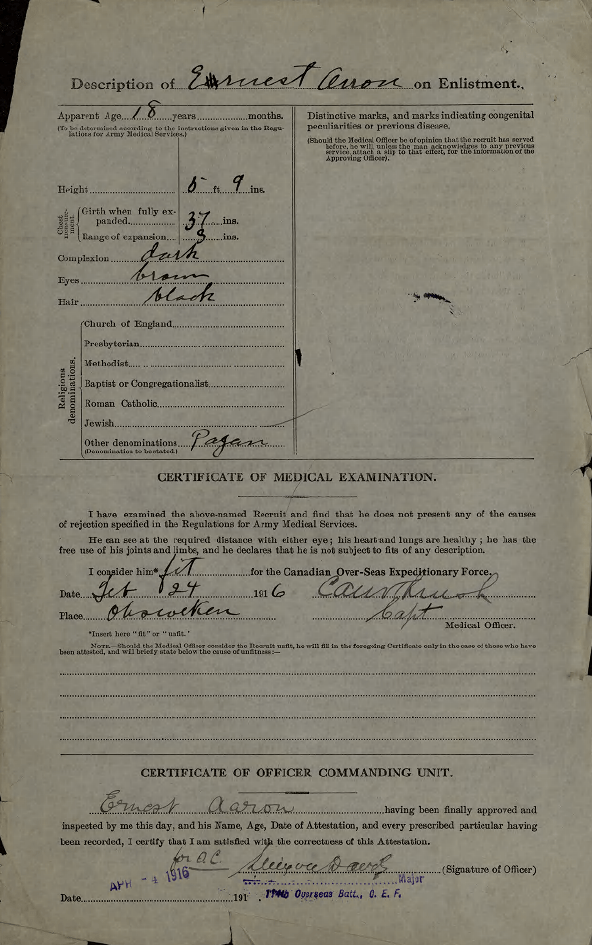 Description of Ernest Arron on Enlistment.
Apparent Age 18 years months.
(To be determined according to the instructions given in the Regu-
lations for Army Medical Services.)
Height 5 ft 9 ins.
Chest
measure-
ment.
Girth when fully ex-
panded 37 ins.
Range of expansion 3 ins.
Complexion dark
Eyes brown
Hair black
Religious
denominations.
Church of England
Presbyterian
Methodist
Baptist or Congregationalist
Roman Catholic
Jewish
Other denominations Pagan
(Denomination to be stated.)
Distinctive marks, and marks indicating congenital
peculiarities or previous disease.
(Should the Medical Officer be of opinion that the recruit has served
before, he will, unless the man acknowledges to any previous
service, attach a slip to that effect, for the information of the
Approving Officer).
CERTIFICATE OF MEDICAL EXAMINATION.
I have examined the above-named Recruit and find that he does not present any of the causes
of rejection specified in the Regulations for Army Medical Services.
He can see at the required distance with either eye; his heart and lungs are healthy; he has the
free use of his joints and limbs, and he declares that he is not subject to fits of any description.
I consider him* fit for the Canadian Over-Seas Expeditionary Force.
Date Feb 24 1916
Place Ohsweken Capt
Medical Officer.
*Insert here "fit" or "unfit."
NOTE.—Should the Medical Officer consider the Recruit unfit, he will fill in the foregoing Certificate only in the case of those who have
been attested, and will briefly state below the cause of unfitness:—
CERTIFICATE OF OFFICER COMMANDING UNIT.
Ernest Aaron having been finally approved and
inspected by me this day, and his Name, Age, Date of Attestation, and every prescribed particular having
been recorded, I certify that I am satisfied with the correctness of this Attestation.
for O.C. (Signature of Officer)
APR - 4 1916 Major
Date 191 . 114th Overseas Batt., C. E. F.